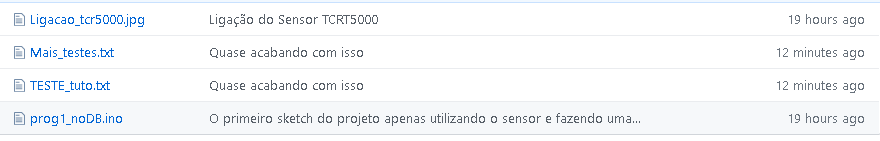 Ligacao_tcr5000.jpg Ligação do Sensor TCRT5000 19 hours ago
Mais_testes.txt Quase acabando com isso 12 minutes ago
TESTE_tuto.txt Quase acabando com isso 12 minutes ago
prog1_noDB.ino O primeiro sketch do projeto apenas utilizando o sensor e fazendo uma... 19 hours ago